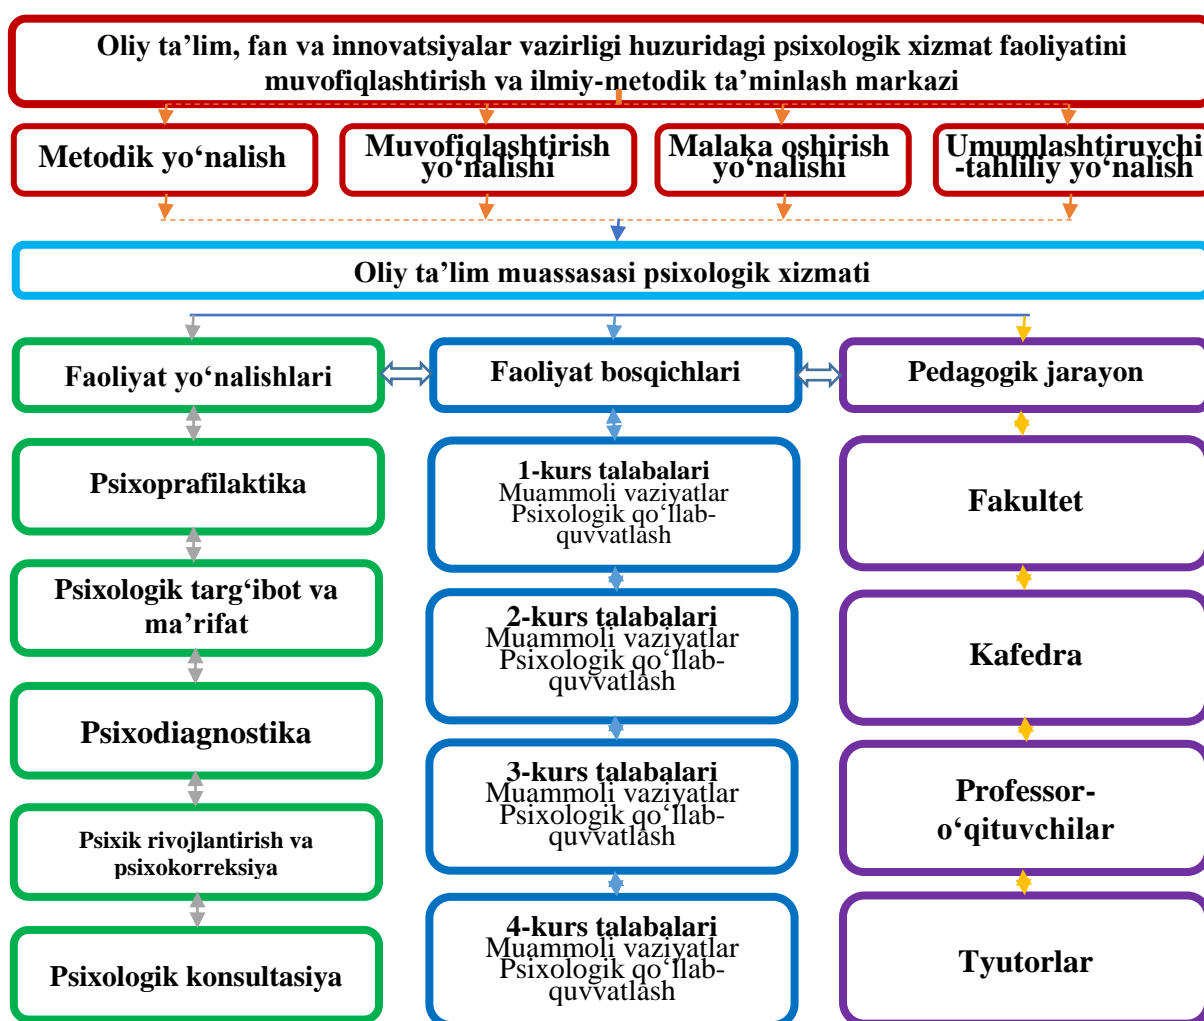 Oliy ta’lim, fan va innovatsiyalar vazirligi huzuridagi psixologik xizmat faoliyatini
muvofiqlashtirish va ilmiy-metodik ta’minlash markazi
Metodik yo‘nalish
Muvofiqlashtirish
yo‘nalishi
Malaka oshirish
yo‘nalishi
Umumlashtiruvchi
-tahliliy yo‘nalish
Oliy ta’lim muassasasi psixologik xizmati
Faoliyat yo‘nalishlari
Faoliyat bosqichlari
Pedagogik jarayon
Psixoprafilaktika
Psixologik targ‘ibot va
ma’rifat
Psixodiagnostika
Psixik rivojlantirish va
psixokorreksiya
Psixologik konsultasiya
1-kurs talabalari
Muammoli vaziyatlar
Psixologik qo‘llab-
quvvatlash
2-kurs talabalari
Muammoli vaziyatlar
Psixologik qo‘llab-
quvvatlash
3-kurs talabalari
Muammoli vaziyatlar
Psixologik qo‘llab-
quvvatlash
4-kurs talabalari
Muammoli vaziyatlar
Psixologik qo‘llab-
quvvatlash
Fakultet
Kafedra
Professor-
o‘qituvchilar
Tyutorlar